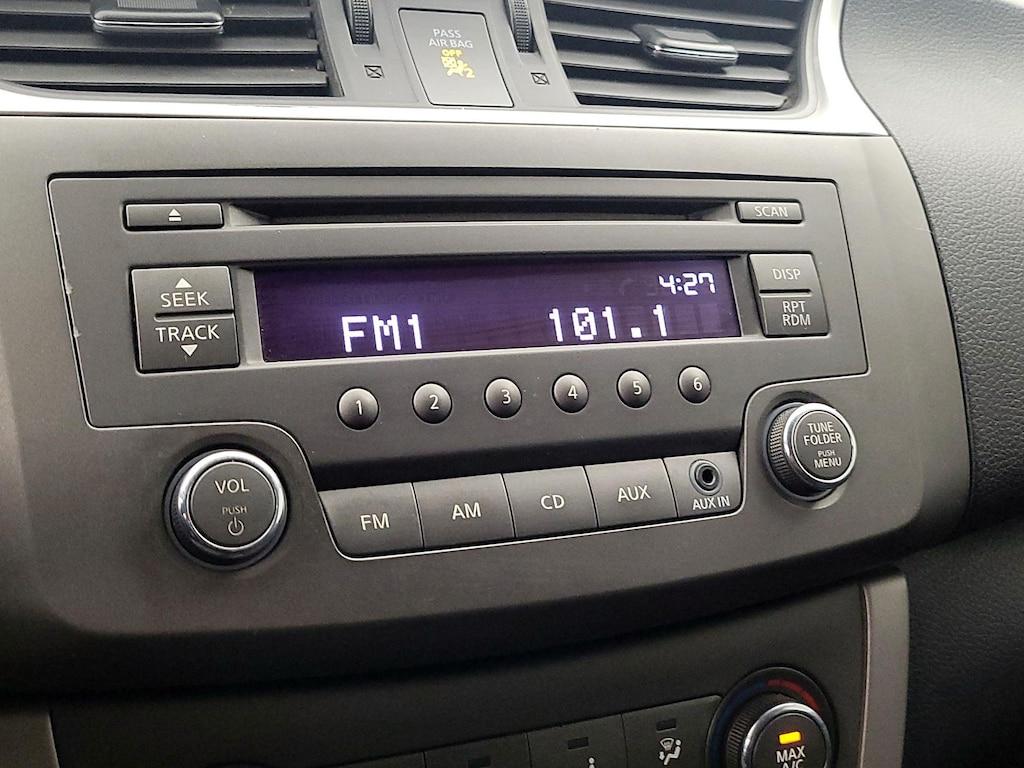 PASS
AIR BAG
OFF
2
SCAN
SEEK
TRACK
4:27
FM1 101.1
DISP
RPT
RDM
1 2 3 4 5 6
VOL
PUSH
TUNE
FOLDER
PUSH
MENU
FM AM CD AUX AUX IN
MAX
A/C